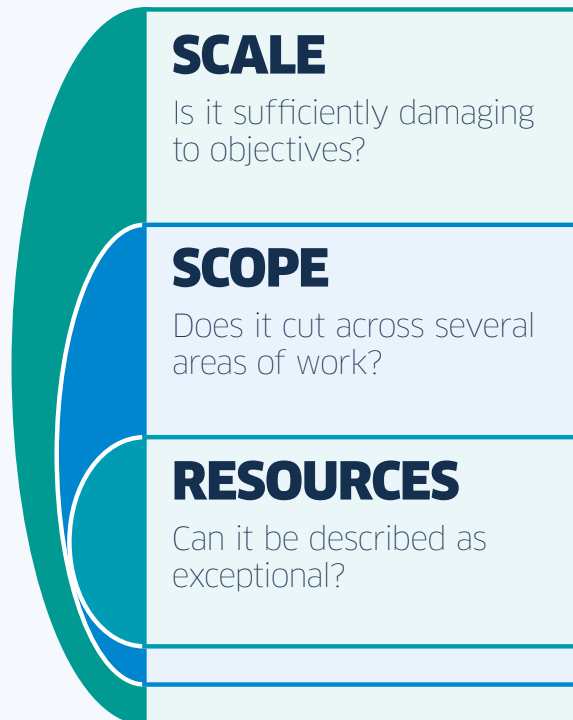 SCALE
Is it sufficiently damaging
to objectives?
SCOPE
Does it cut across several
areas of work?
RESOURCES
Can it be described as
exceptional?